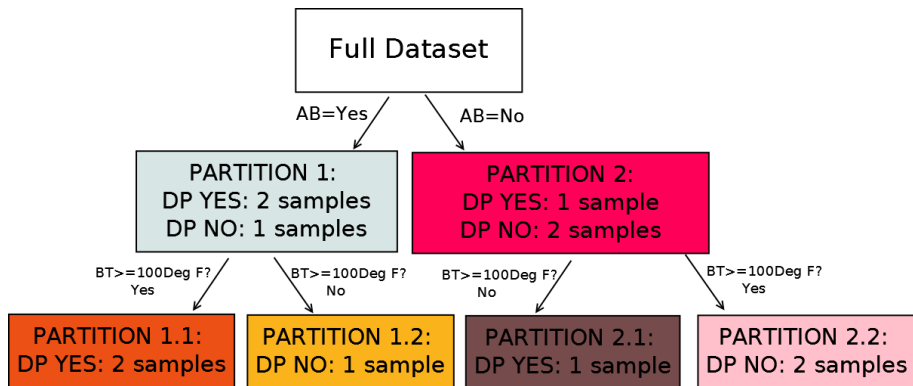 Full Dataset
AB=Yes
AB=No
PARTITION 1:
DP YES: 2 samples
DP NO: 1 samples
PARTITION 2:
DP YES: 1 sample
DP NO: 2 samples
BT>=100Deg F?
Yes
BT>=100Deg F?
No
BT>=100Deg F?
No
BT>=100Deg F?
Yes
PARTITION 1.1:
DP YES: 2 samples
PARTITION 1.2:
DP NO: 1 sample
PARTITION 2.1:
DP YES: 1 sample
PARTITION 2.2:
DP NO: 2 samples